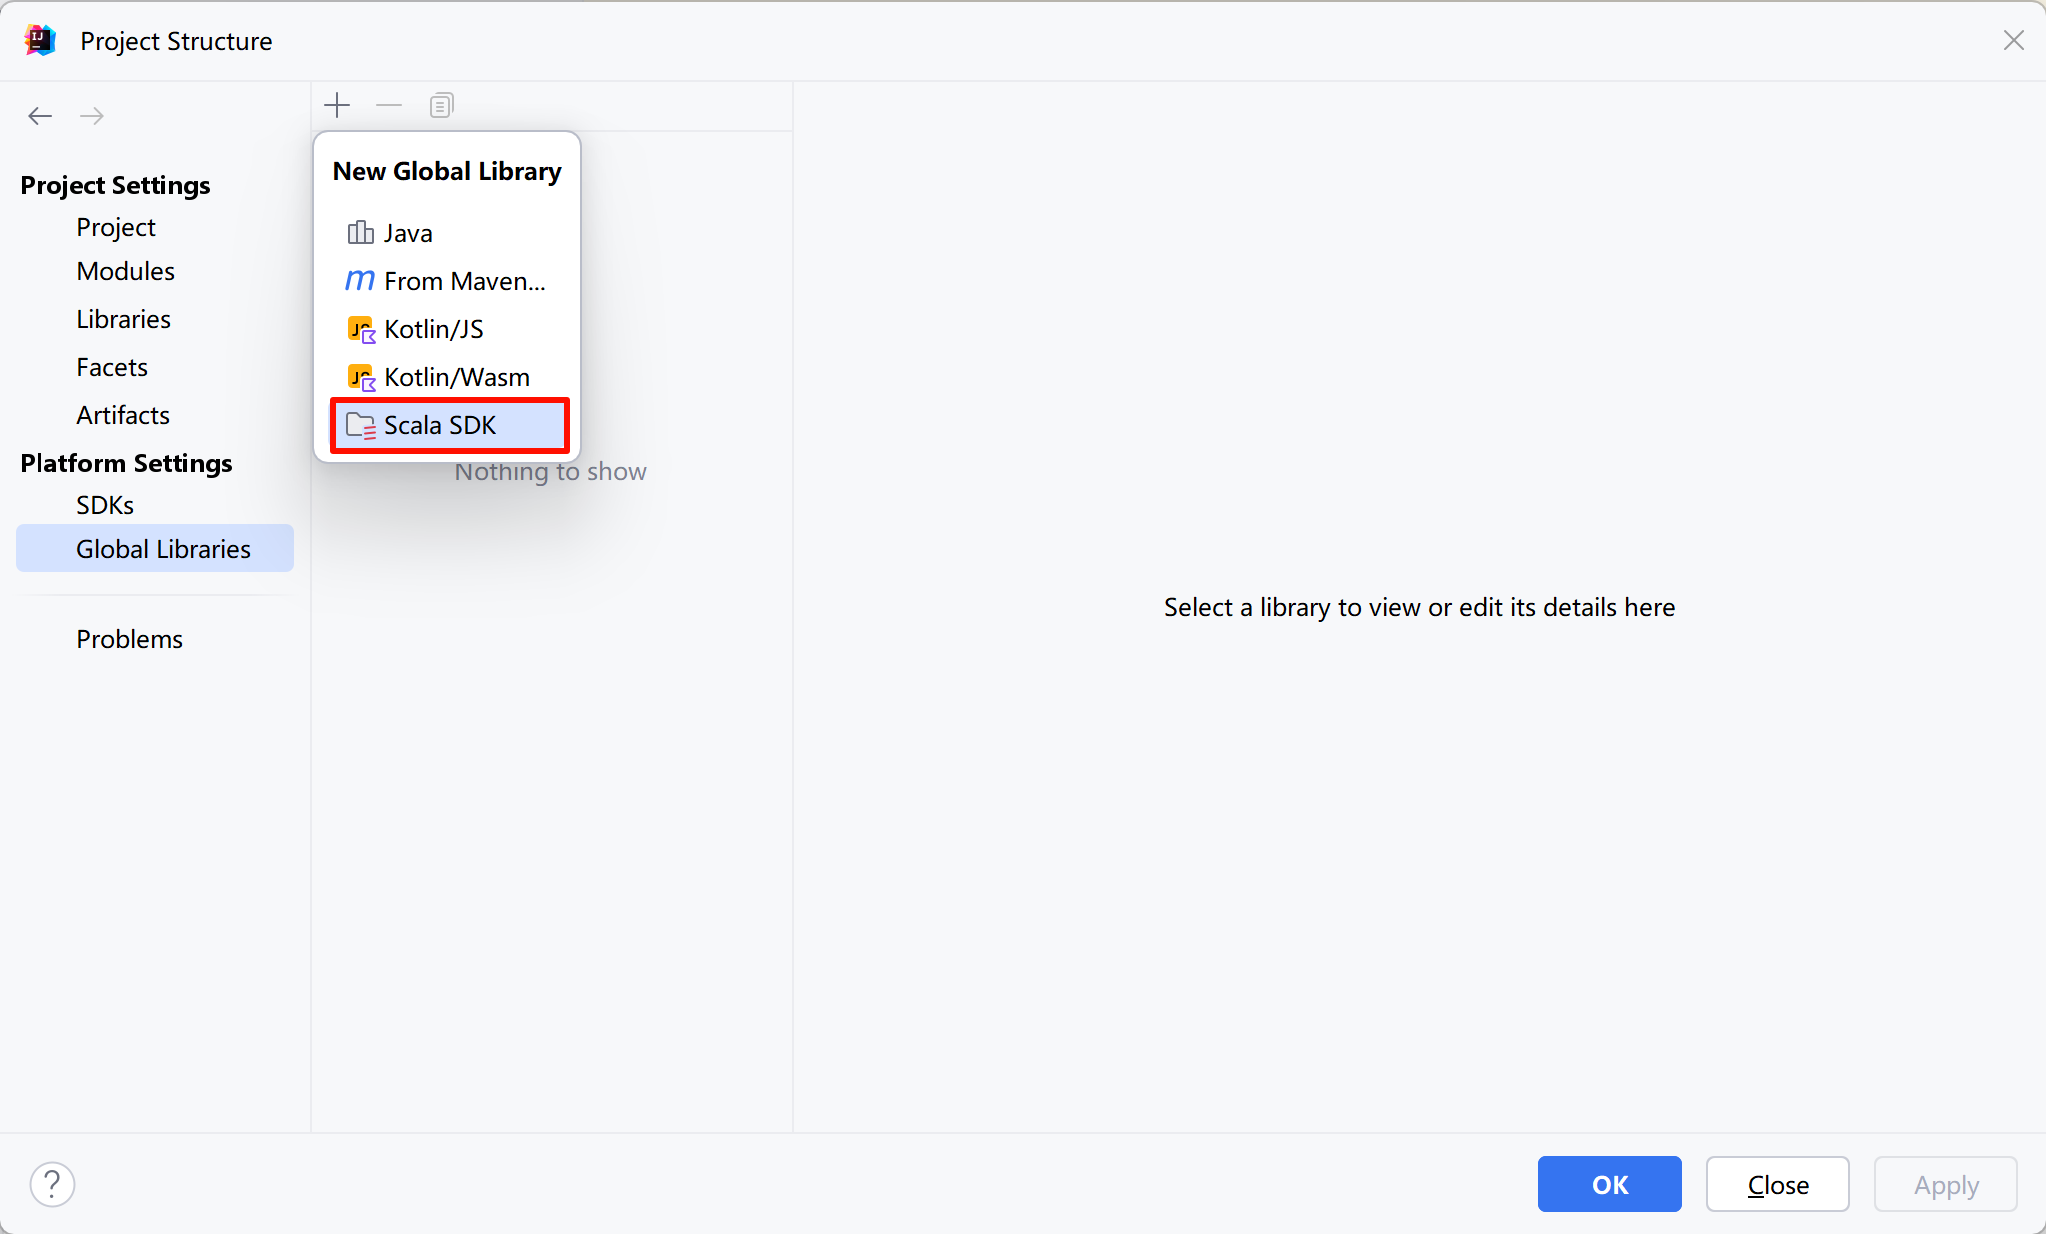 Project Structure
Project Settings
Project
Modules
Libraries
Facets
Artifacts
Platform Settings
SDKs
Global Libraries
Problems
New Global Library
Java
From Maven...
Kotlin/JS
Kotlin/Wasm
Scala SDK
Nothing to show
Select a library to view or edit its details here
?
OK
Close
Apply